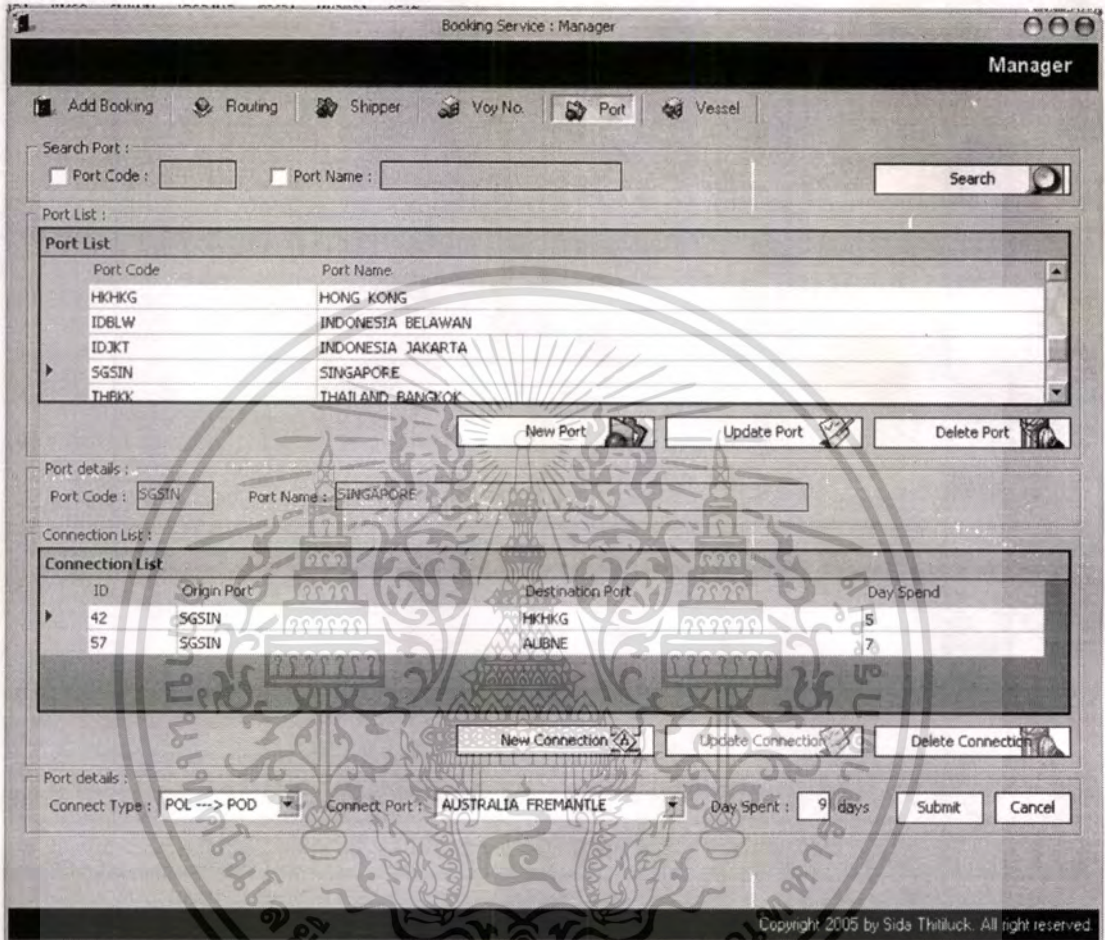 Booking Service : Manager
Manager
Add Booking Routing Shipper Voy No. Port Vessel
Search Port :
Port Code : Port Name : Search
Port List :
Port List
Port Code Port Name
HKHKG HONG KONG
IDBLW INDONESIA BELAWAN
IDJKT INDONESIA JAKARTA
SGSIN SINGAPORE
THBKK THAILAND BANGKOK
New Port Update Port Delete Port
Port details :
Port Code : SGSIN Port Name : SINGAPORE
Connection List :
Connection List
ID Origin Port Destination Port Day Spend
42 SGSIN HKHKG 5
57 SGSIN AUBNE 7
New Connection Update Connection Delete Connection
Port details :
Connect Type : POL ---> POD Connect Port : AUSTRALIA FREMANTLE Day Spent : 9 days Submit Cancel
Copyright 2005 by Sida Thitiluck. All right reserved.